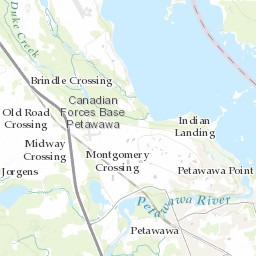 Duke Creek
Brindle Crossing
Canadian
Forces Base
Petawawa
Old Road
Crossing
Indian
Landing
Midway
Crossing
Montgomery
Crossing
Jorgens
Petawawa Point
Petawawa River
Petawawa